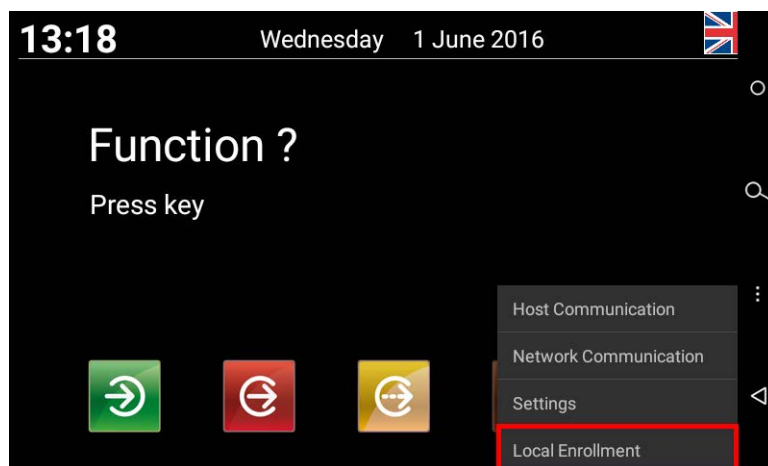 13:18 Wednesday 1 June 2016
Function ?
Press key
Host Communication
Network Communication
Settings
Local Enrollment